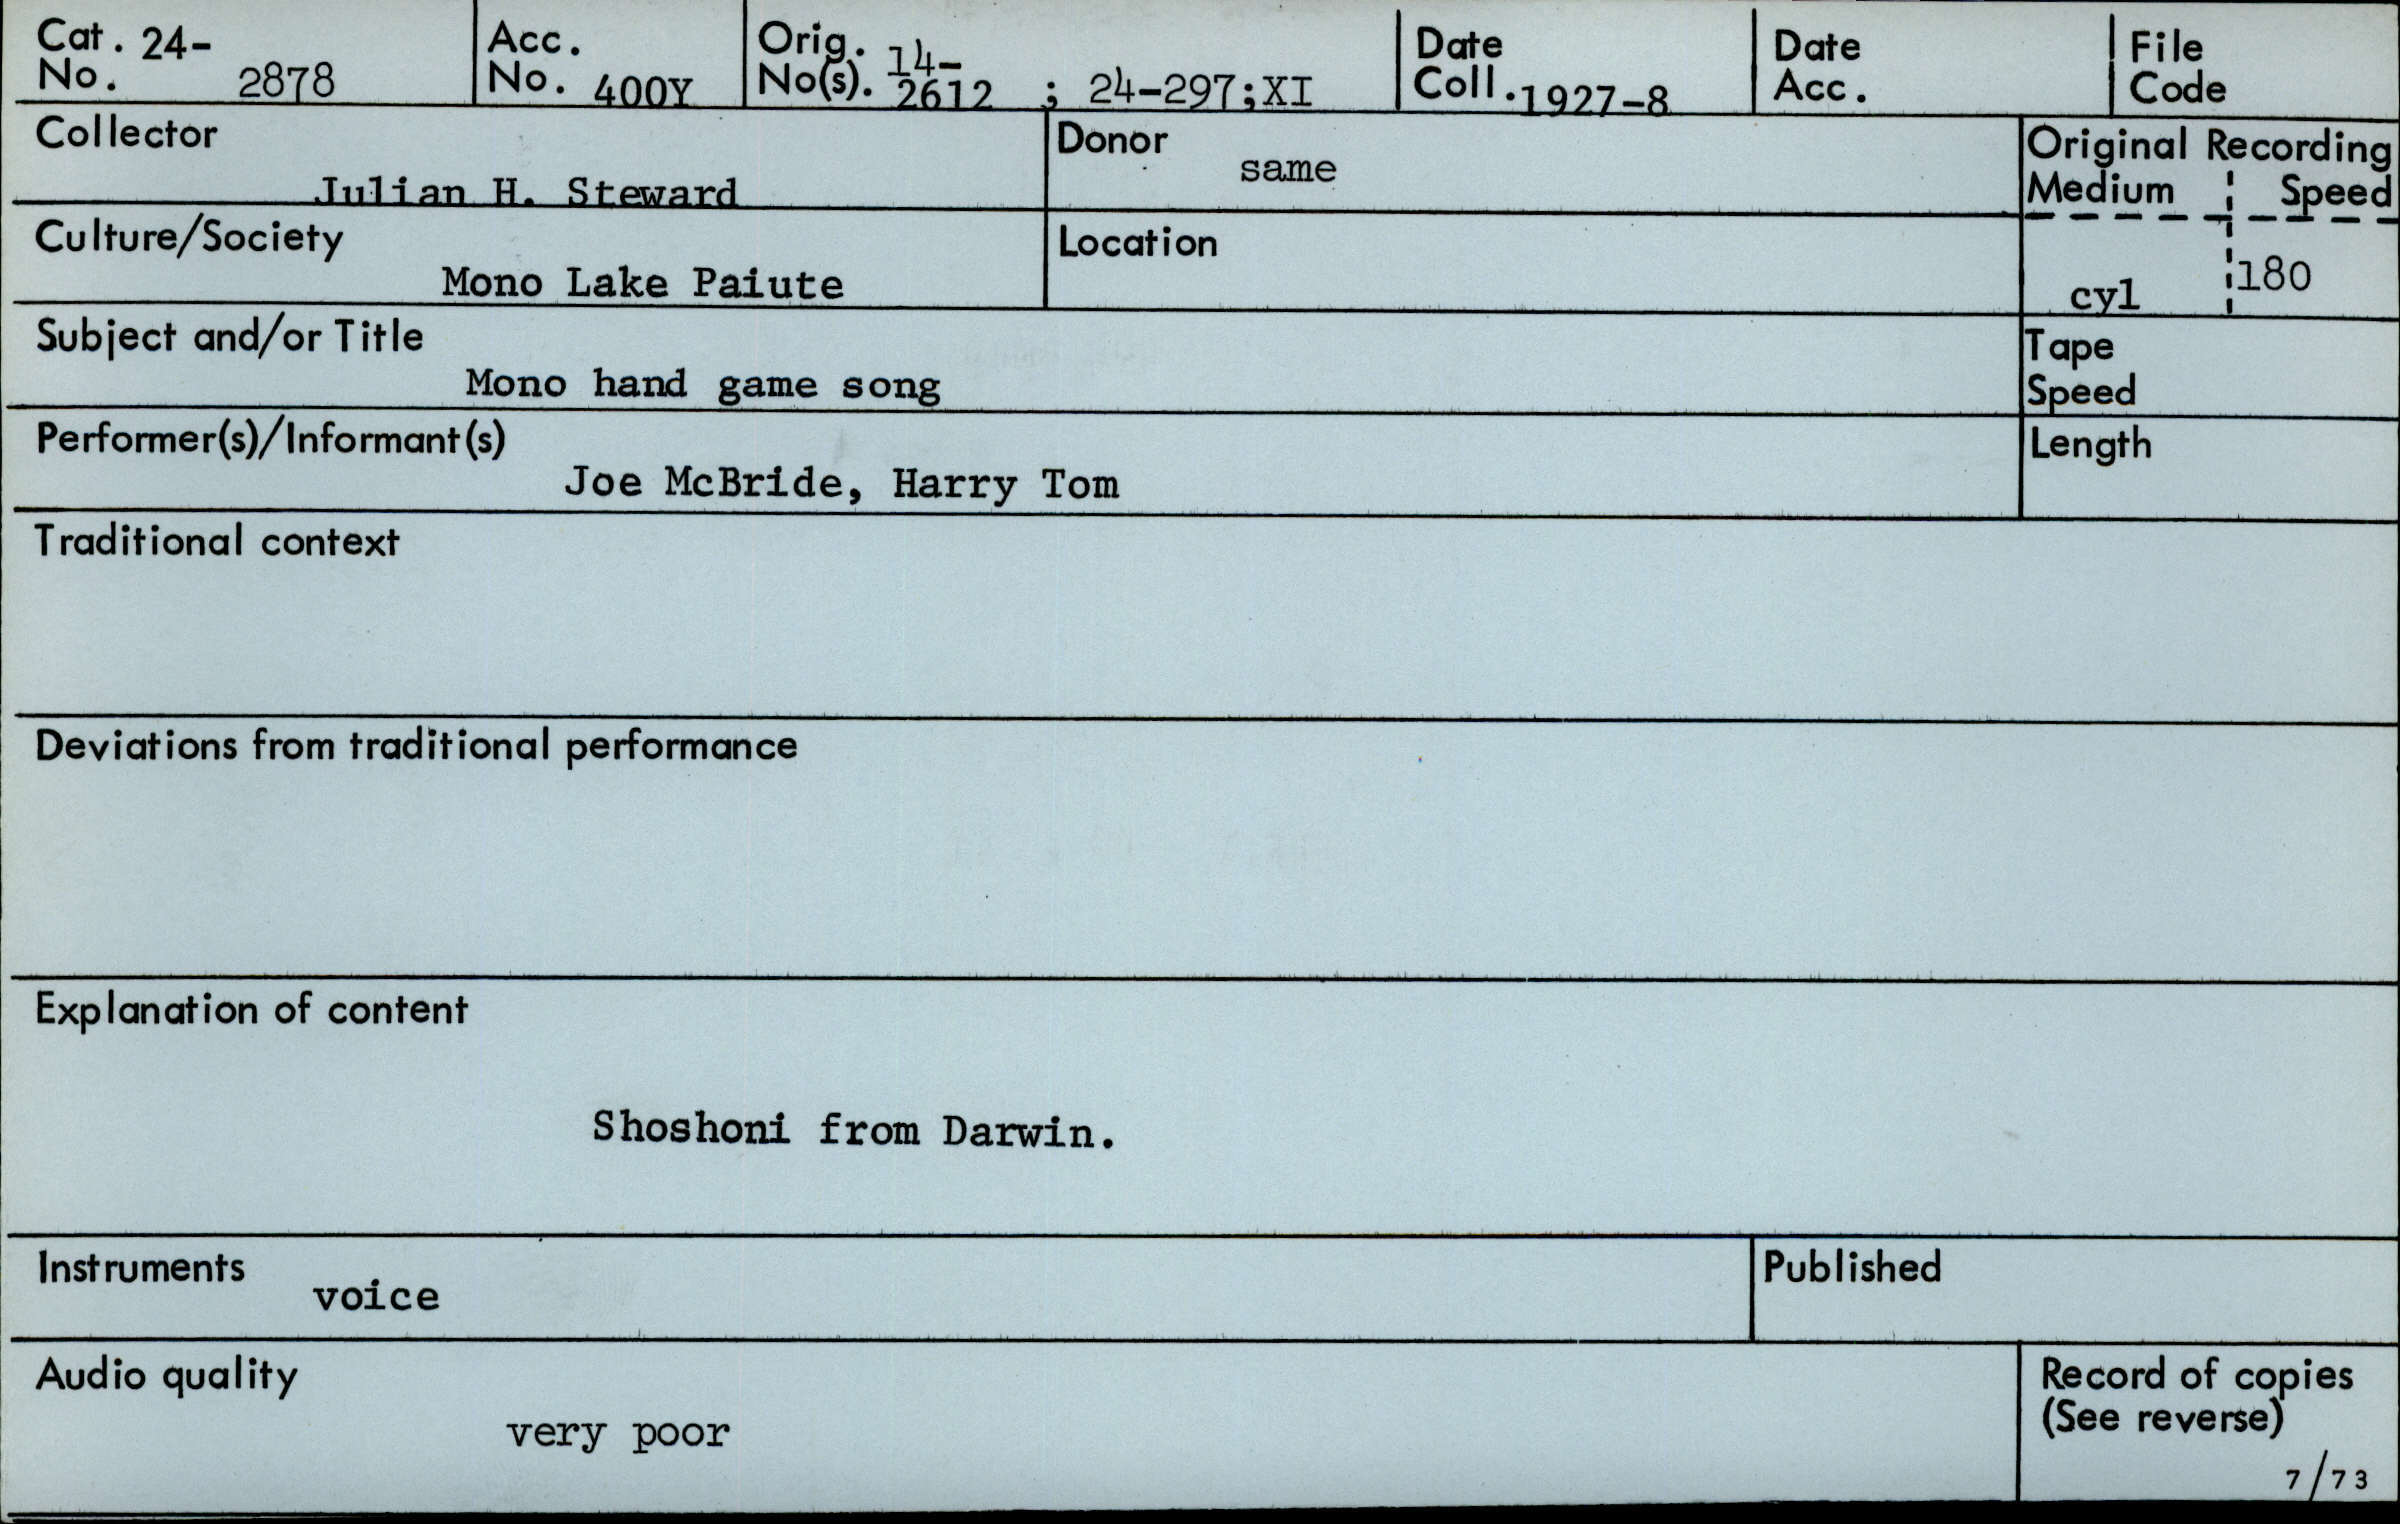 Cat. 24-
No. 2878
Acc.
No. 400Y
Orig. 14-
No(s). 2612 ; 24-297;XI
Date
Coll. 1927-8
Date
Acc.
File
Code
Collector
Julian H. Steward
Donor
same
Original Recording
Medium Speed
cyl 180
Culture/Society
Mono Lake Paiute
Location
Subject and/or Title
Mono hand game song
Tape
Speed
Performer(s)/Informant(s)
Joe McBride, Harry Tom
Length
Traditional context
Deviations from traditional performance
Explanation of content
Shoshoni from Darwin.
Instruments
voice
Published
Audio quality
very poor
Record of copies
(See reverse)
7/73